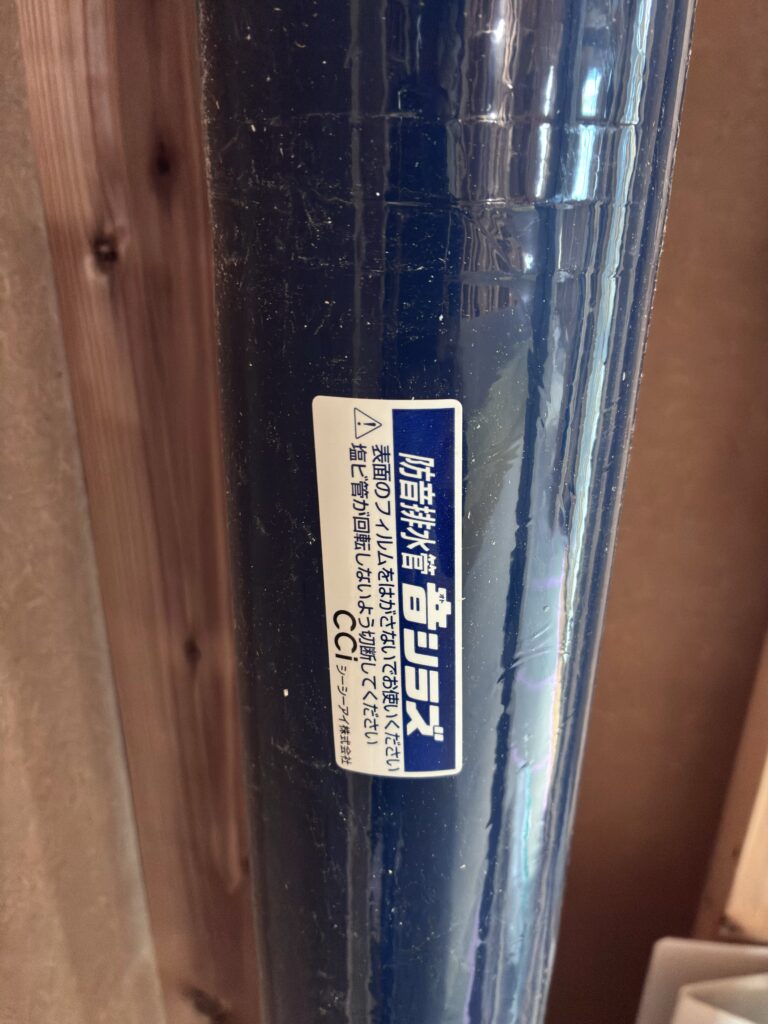 防音排水管 音シラズ
オト
表面のフィルムをはがさないでお使いください
塩ビ管が回転しないよう切断してください
CCi シーシーアイ株式会社